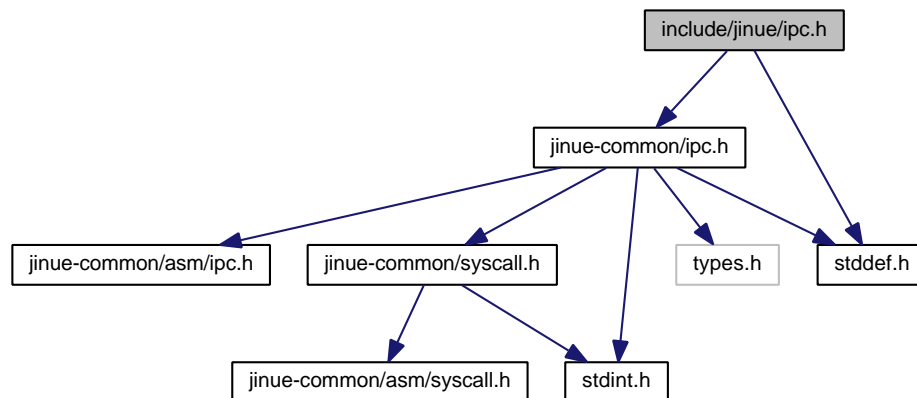 include/jinue/ipc.h
jinue-common/ipc.h
jinue-common/asm/ipc.h
jinue-common/syscall.h
types.h
stddef.h
jinue-common/asm/syscall.h
stdint.h